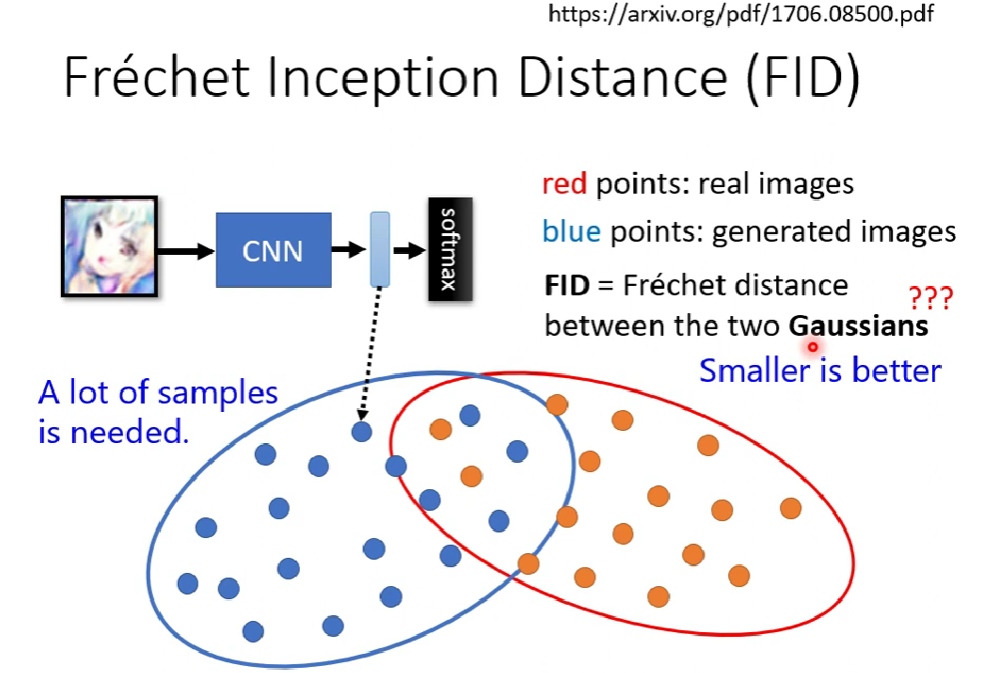 https://arxiv.org/pdf/1706.08500.pdf
Fréchet Inception Distance (FID)
CNN
softmax
red points: real images
blue points: generated images
FID = Fréchet distance
???
between the two Gaussians
Smaller is better
A lot of samples
is needed.